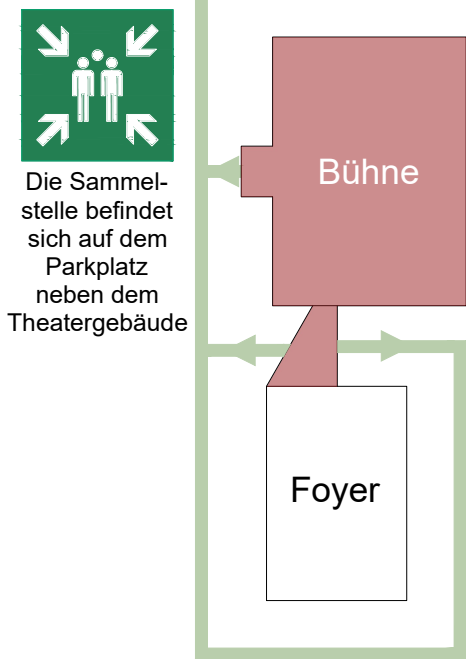 Die Sammel-
stelle befindet
sich auf dem
Parkplatz
neben dem
Theatergebäude
Bühne
Foyer